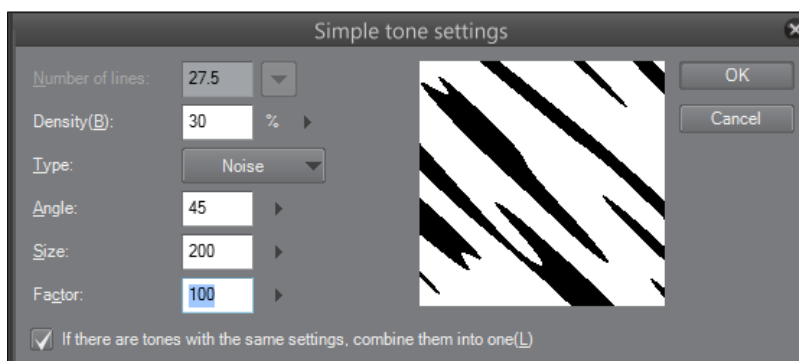 Simple tone settings
Number of lines: 27.5
OK
Density(B): 30 %
Cancel
Type: Noise
Angle: 45
Size: 200
Factor: 100
If there are tones with the same settings, combine them into one(L)